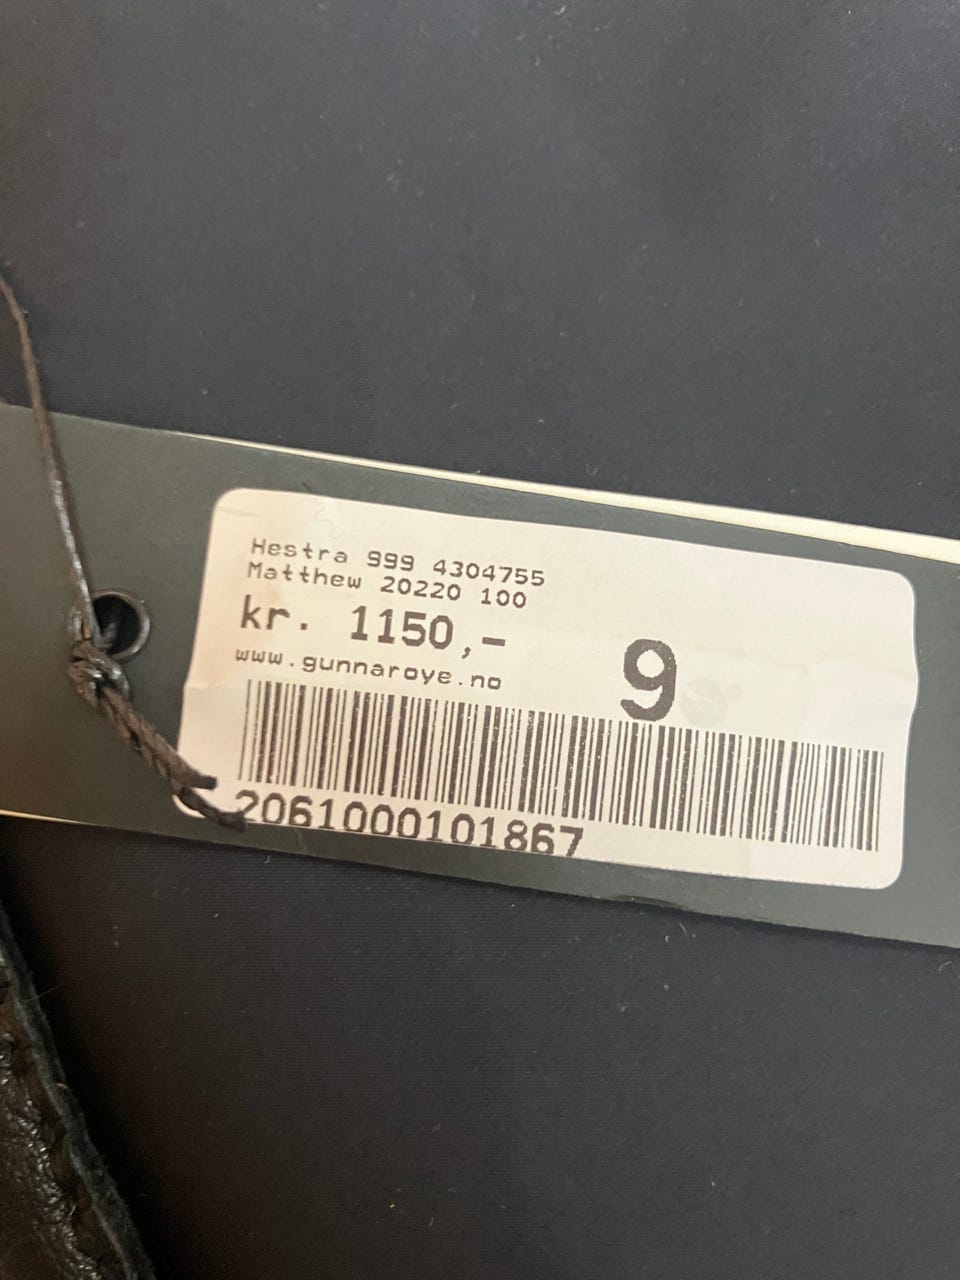 Hestra 999 4304755
Matthew 20220 100
kr. 1150,-
9
www.gunnaroye.no
2061000101867